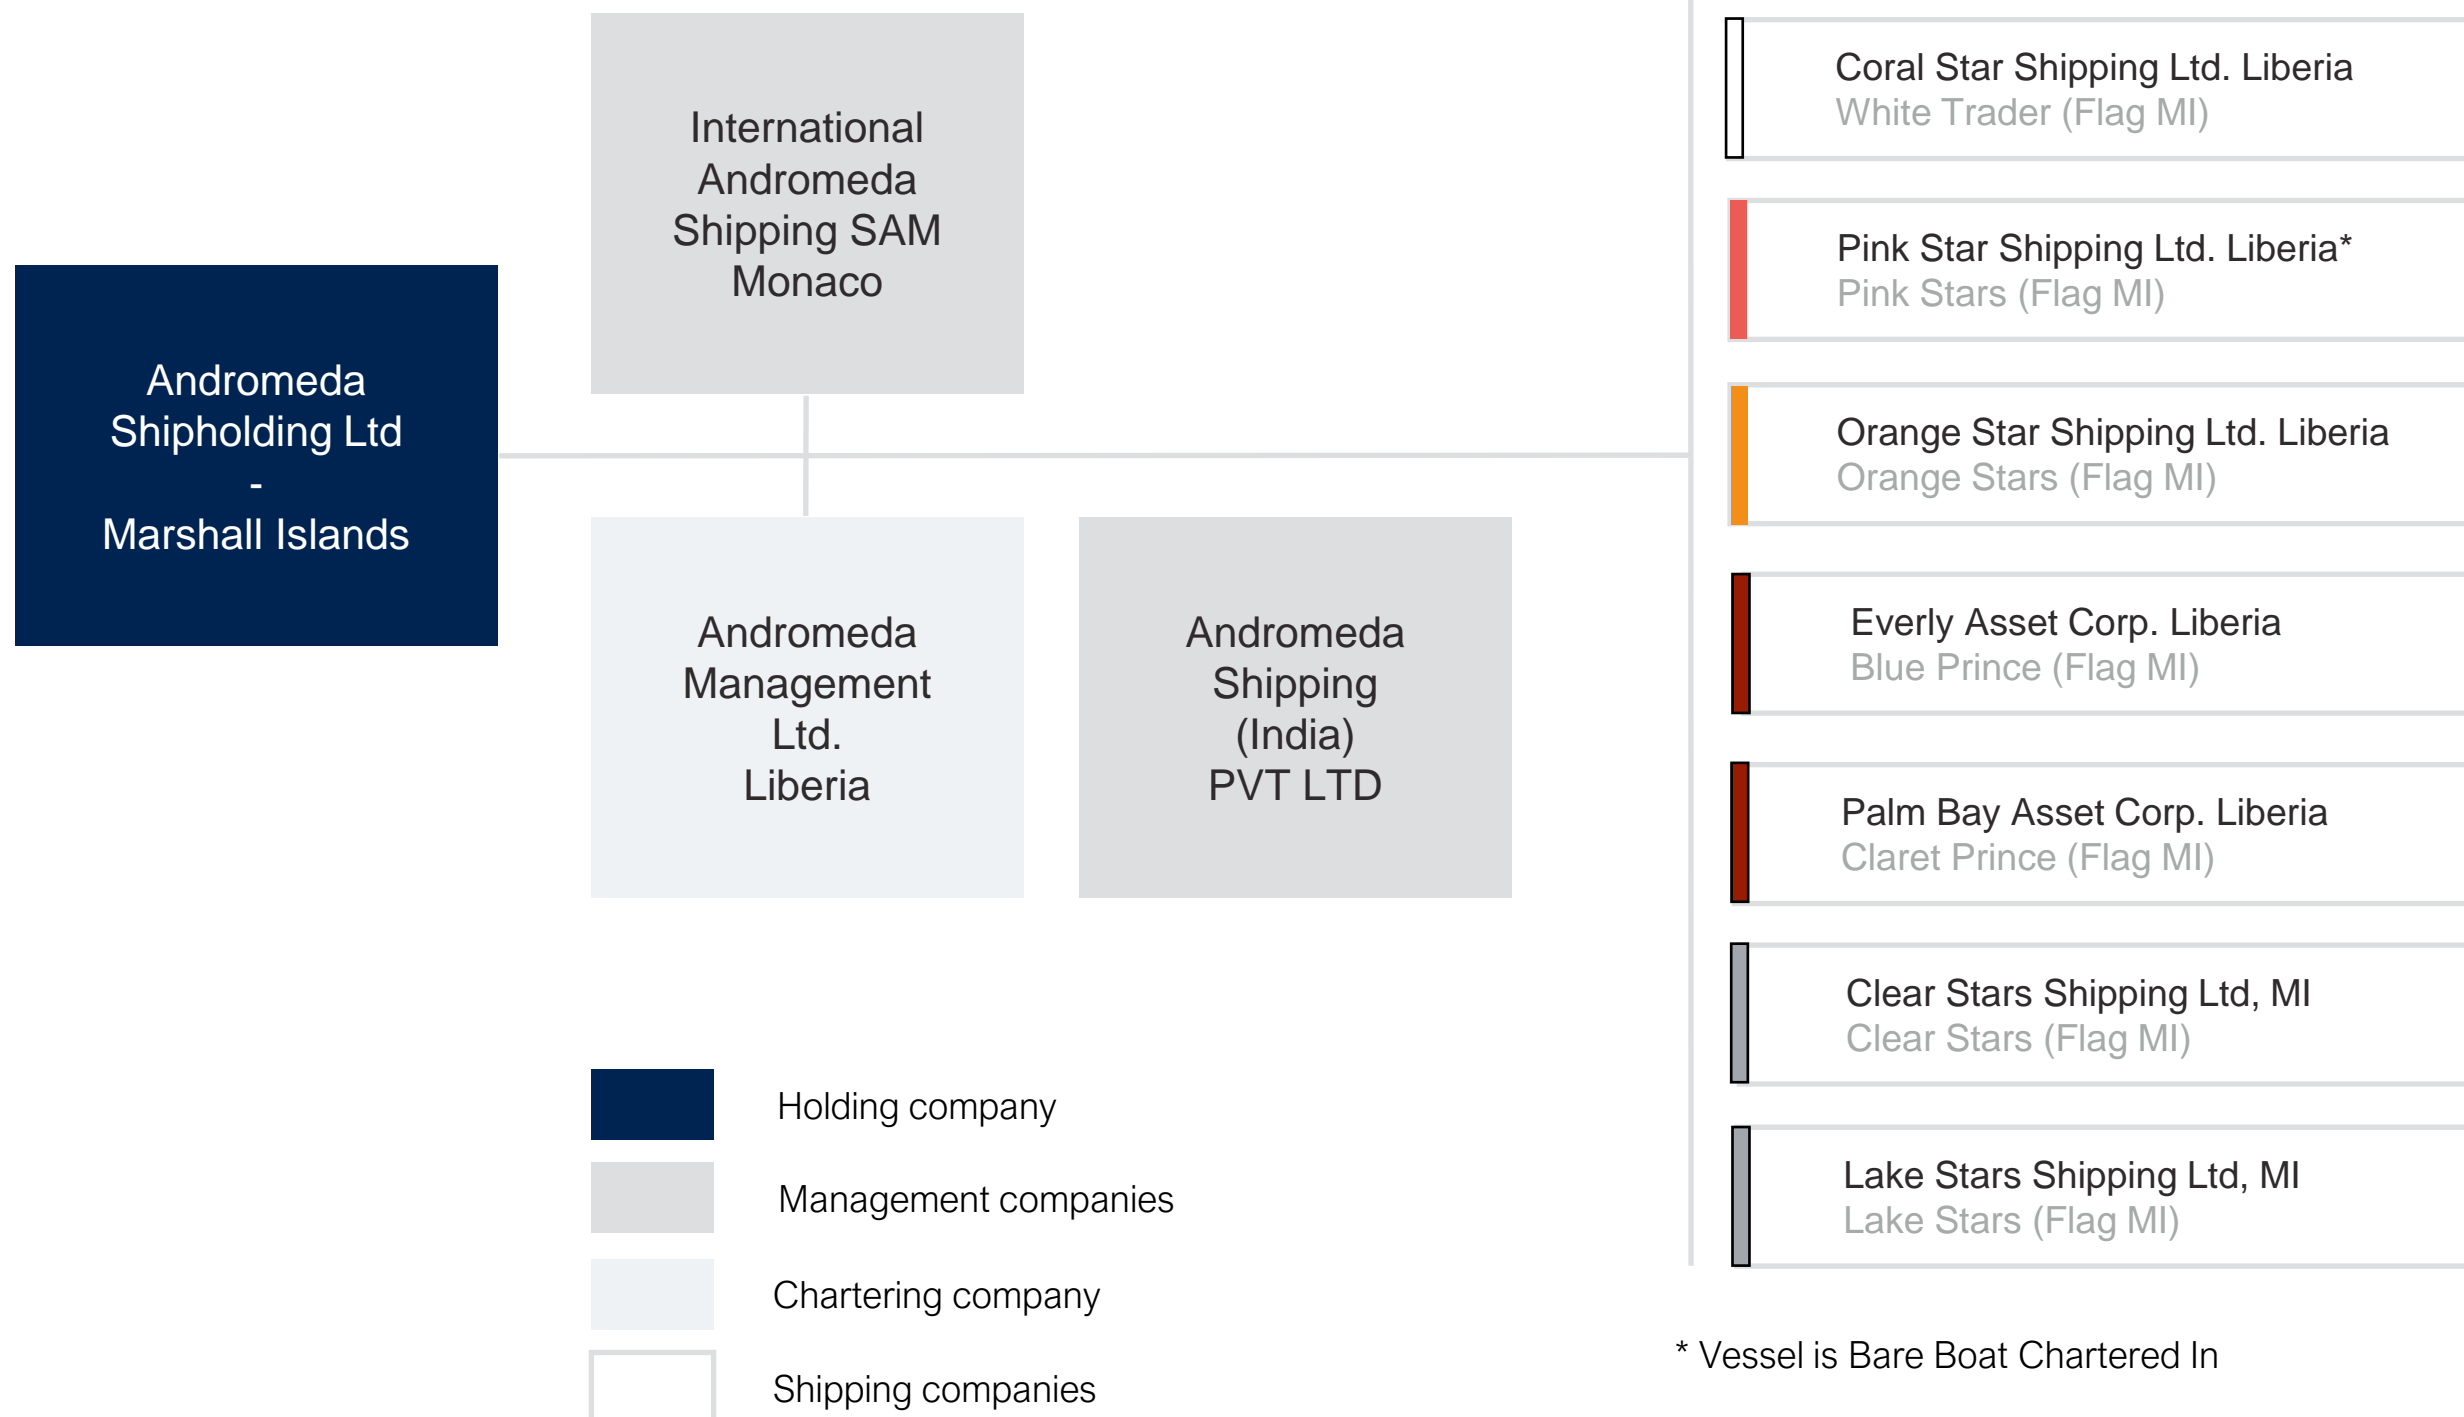 Andromeda
Shipholding Ltd
-
Marshall Islands
International
Andromeda
Shipping SAM
Monaco
Andromeda
Management
Ltd.
Liberia
Andromeda
Shipping
(India)
PVT LTD
Holding company
Management companies
Chartering company
Shipping companies
Coral Star Shipping Ltd. Liberia
White Trader (Flag MI)
Pink Star Shipping Ltd. Liberia*
Pink Stars (Flag MI)
Orange Star Shipping Ltd. Liberia
Orange Stars (Flag MI)
Everly Asset Corp. Liberia
Blue Prince (Flag MI)
Palm Bay Asset Corp. Liberia
Claret Prince (Flag MI)
Clear Stars Shipping Ltd, MI
Clear Stars (Flag MI)
Lake Stars Shipping Ltd, MI
Lake Stars (Flag MI)
* Vessel is Bare Boat Chartered In